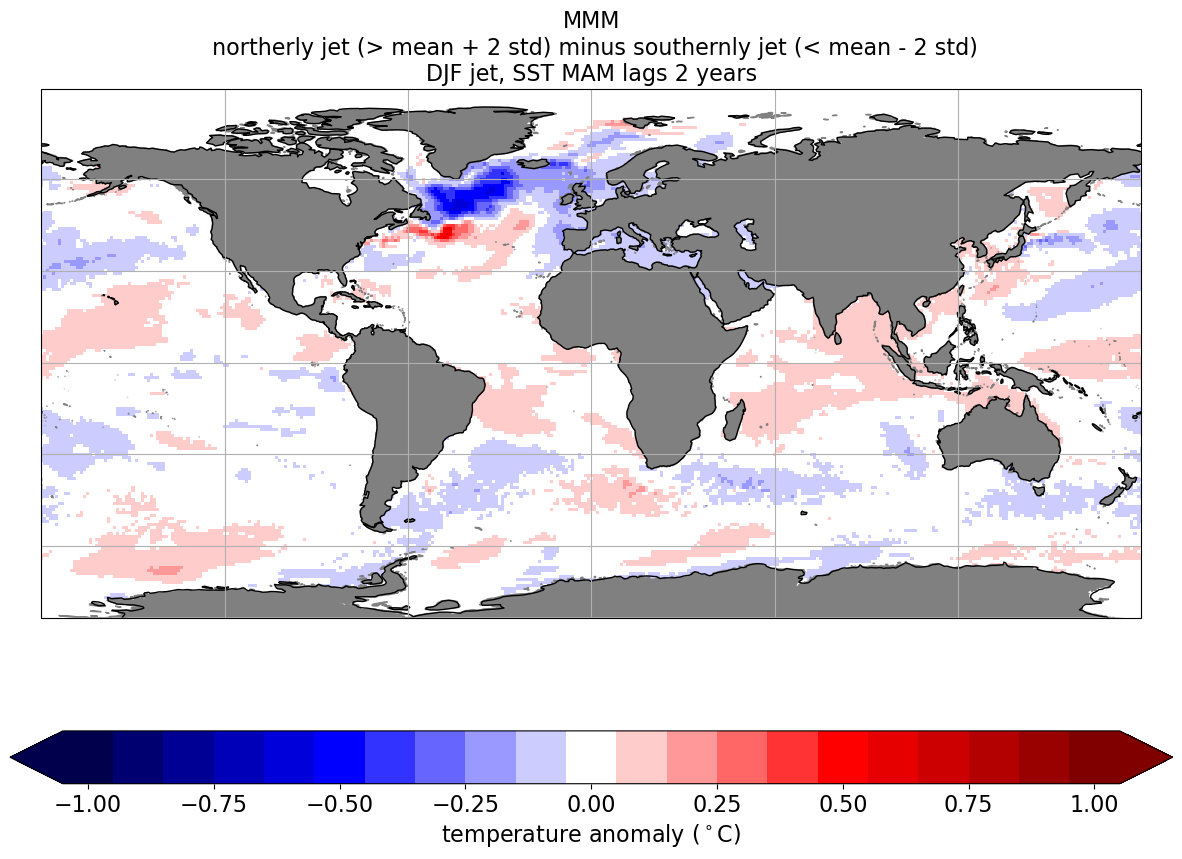 MMM
northerly jet (> mean + 2 std) minus southernly jet (< mean - 2 std)
DJF jet, SST MAM lags 2 years
−1.00 −0.75 −0.50 −0.25 0.00 0.25 0.50 0.75 1.00
temperature anomaly (°C)